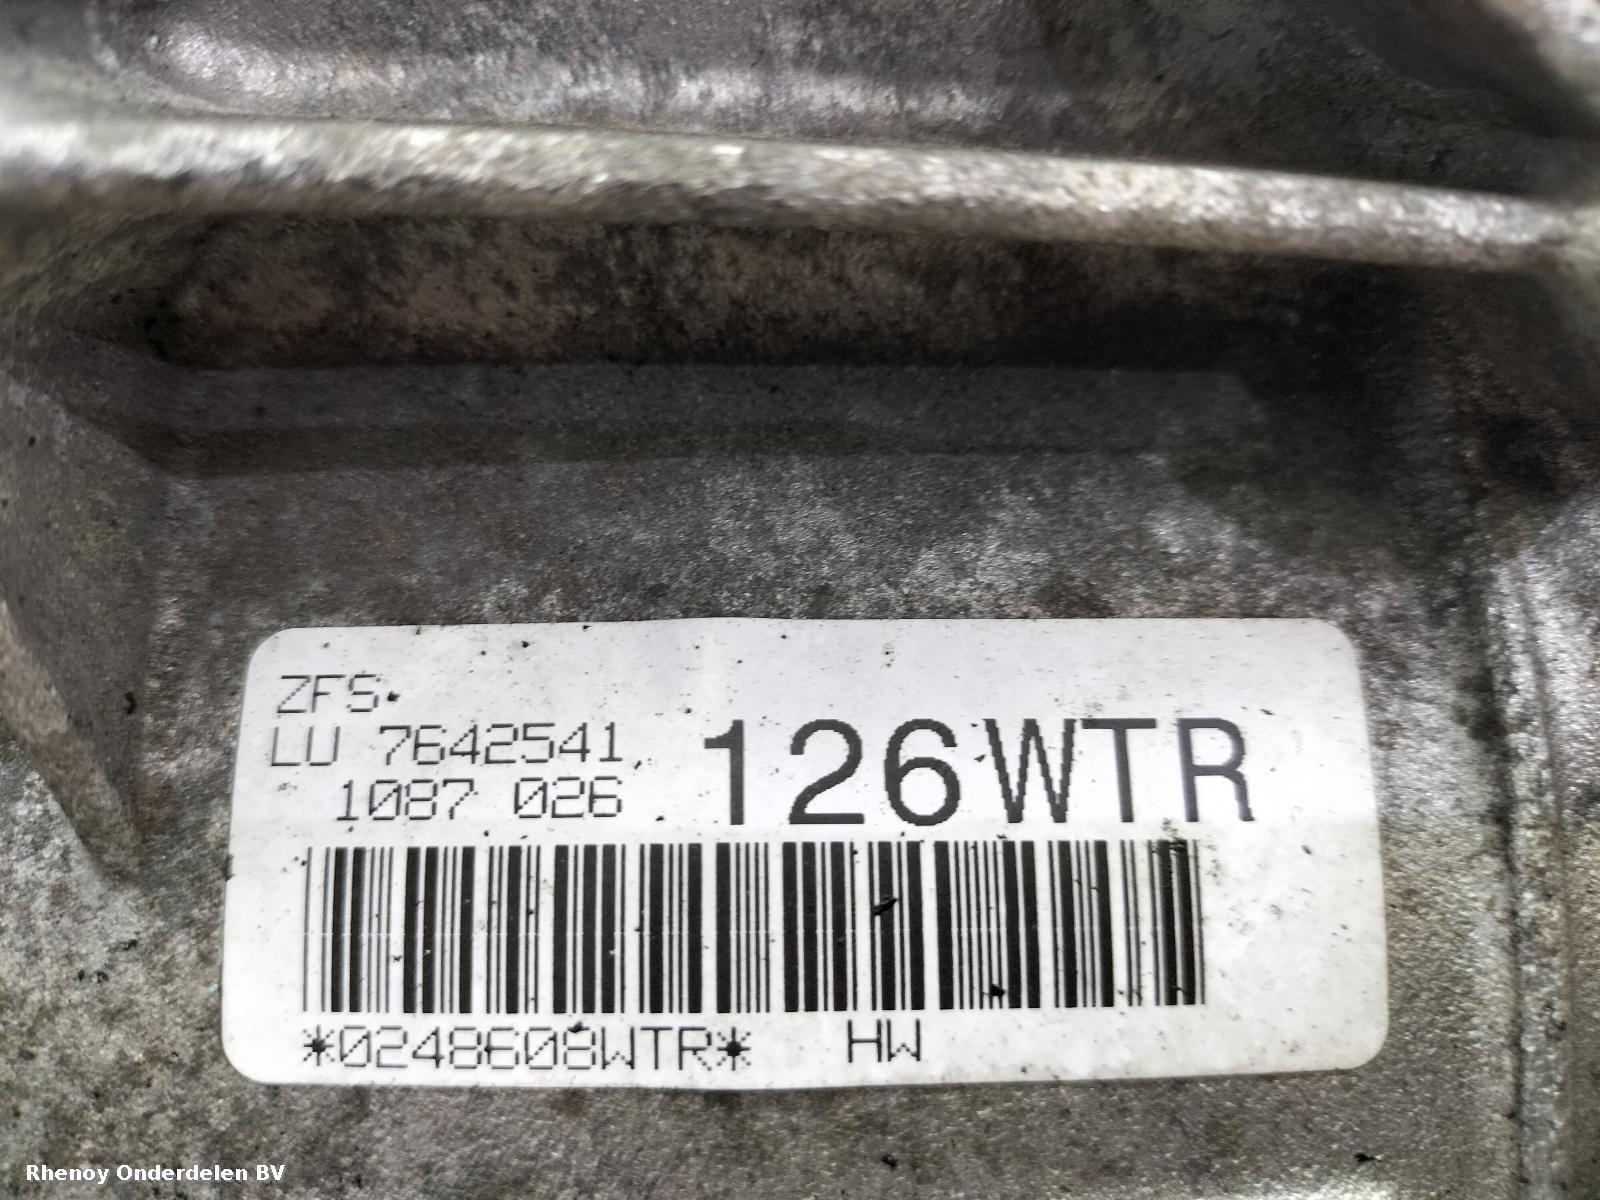 ZFS
LU 7642541
1087 026
126WTR
*0248608WTR*
HW
Rhenoy Onderdelen BV